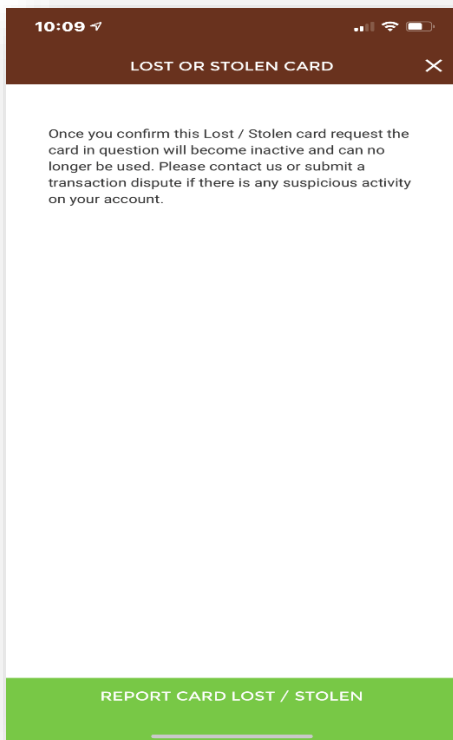 10:09
LOST OR STOLEN CARD
Once you confirm this Lost / Stolen card request the
card in question will become inactive and can no
longer be used. Please contact us or submit a
transaction dispute if there is any suspicious activity
on your account.
REPORT CARD LOST / STOLEN